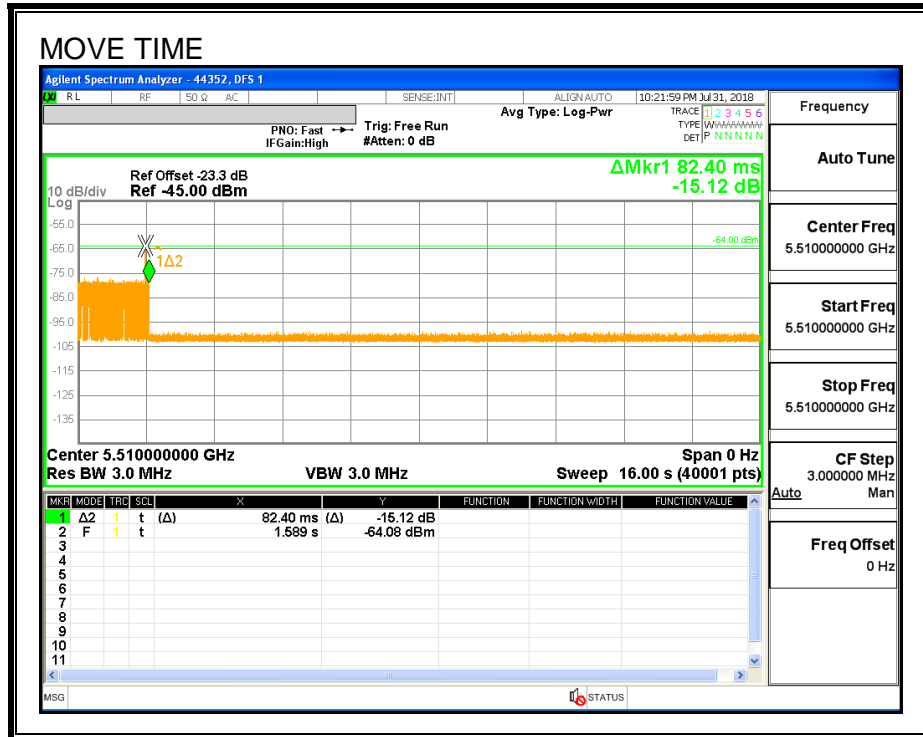 MOVE TIME
Agilent Spectrum Analyzer - 44352, DFS 1
LXI RL RF 50 Ω AC SENSE:INT ALIGN AUTO 10:21:59 PM Jul 31, 2018
PNO: Fast
IFGain:High
Trig: Free Run
#Atten: 0 dB
Avg Type: Log-Pwr
TRACE 1 2 3 4 5 6
TYPE WWWWWW
DET P N N N N N
ΔMkr1 82.40 ms
-15.12 dB
Ref Offset -23.3 dB
10 dB/div Ref -45.00 dBm
Log
-55.0
-65.0
-75.0
-85.0
-95.0
-105
-115
-125
-135
-64.00 dBm
1Δ2
Center 5.510000000 GHz Span 0 Hz
Res BW 3.0 MHz VBW 3.0 MHz Sweep 16.00 s (40001 pts)
MKR MODE TRC SCL X Y FUNCTION FUNCTION WIDTH FUNCTION VALUE
1 Δ2 1 t (Δ) 82.40 ms (Δ) -15.12 dB
2 F 1 t 1.589 s -64.08 dBm
3
4
5
6
7
8
9
10
11
MSG STATUS
Frequency
Auto Tune
Center Freq
5.510000000 GHz
Start Freq
5.510000000 GHz
Stop Freq
5.510000000 GHz
CF Step
3.000000 MHz
Auto Man
Freq Offset
0 Hz